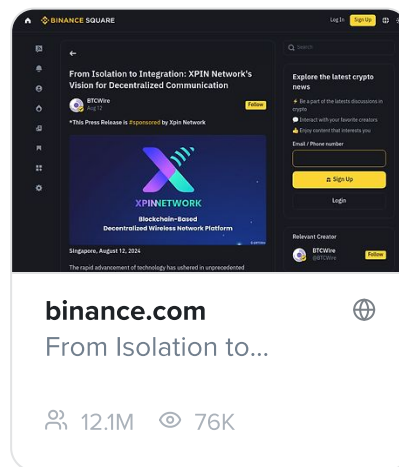 BINANCE SQUARE
Log In
Sign Up
Search
From Isolation to Integration: XPIN Network's
Vision for Decentralized Communication
BTCWire
Aug 12
Follow
*This Press Release is #sponsored by Xpin Network
XPINNETWORK
Blockchain-Based
Decentralized Wireless Network Platform
Singapore, August 12, 2024
The rapid advancement of technology has ushered in unprecedented
Explore the latest crypto
news
Be a part of the latests discussions in
crypto
Interact with your favorite creators
Enjoy content that interests you
Email / Phone number
Sign Up
Login
Relevant Creator
BTCWire
@BTCWire
Follow
binance.com
From Isolation to...
12.1M
76K